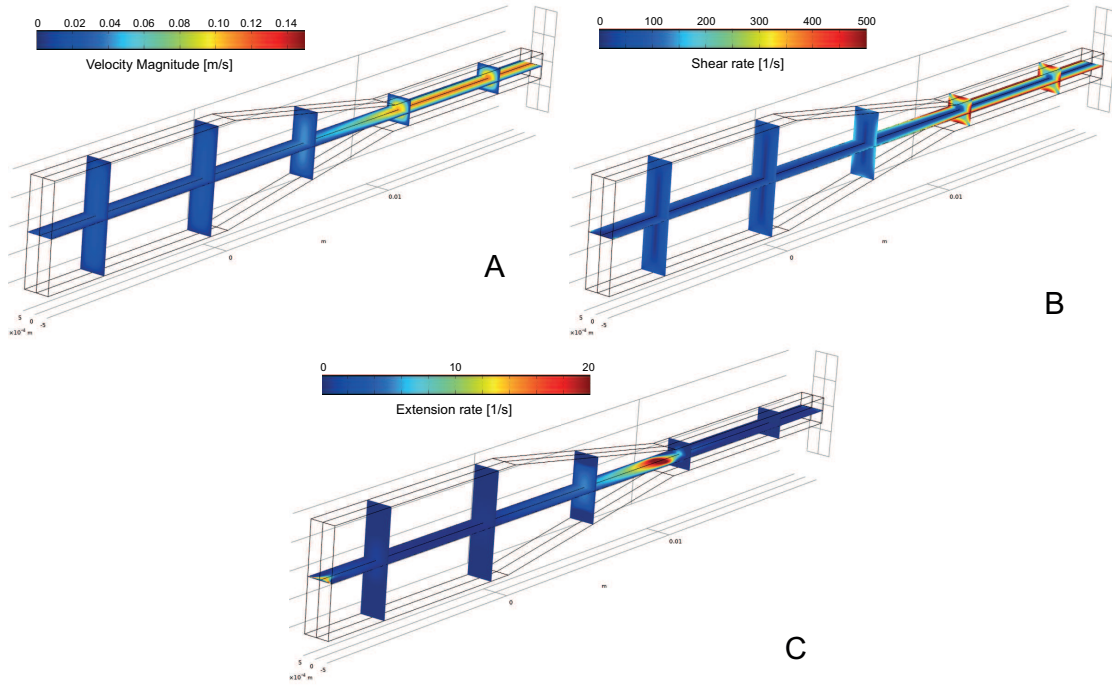 0 0.02 0.04 0.06 0.08 0.10 0.12 0.14
Velocity Magnitude [m/s]
0.01
m
0
5
0
-5
×10⁻⁴ m
A
0 100 200 300 400 500
Shear rate [1/s]
0.01
m
0
5
0
-5
×10⁻⁴ m
B
0 10 20
Extension rate [1/s]
0.01
m
0
5
0
-5
×10⁻⁴ m
C